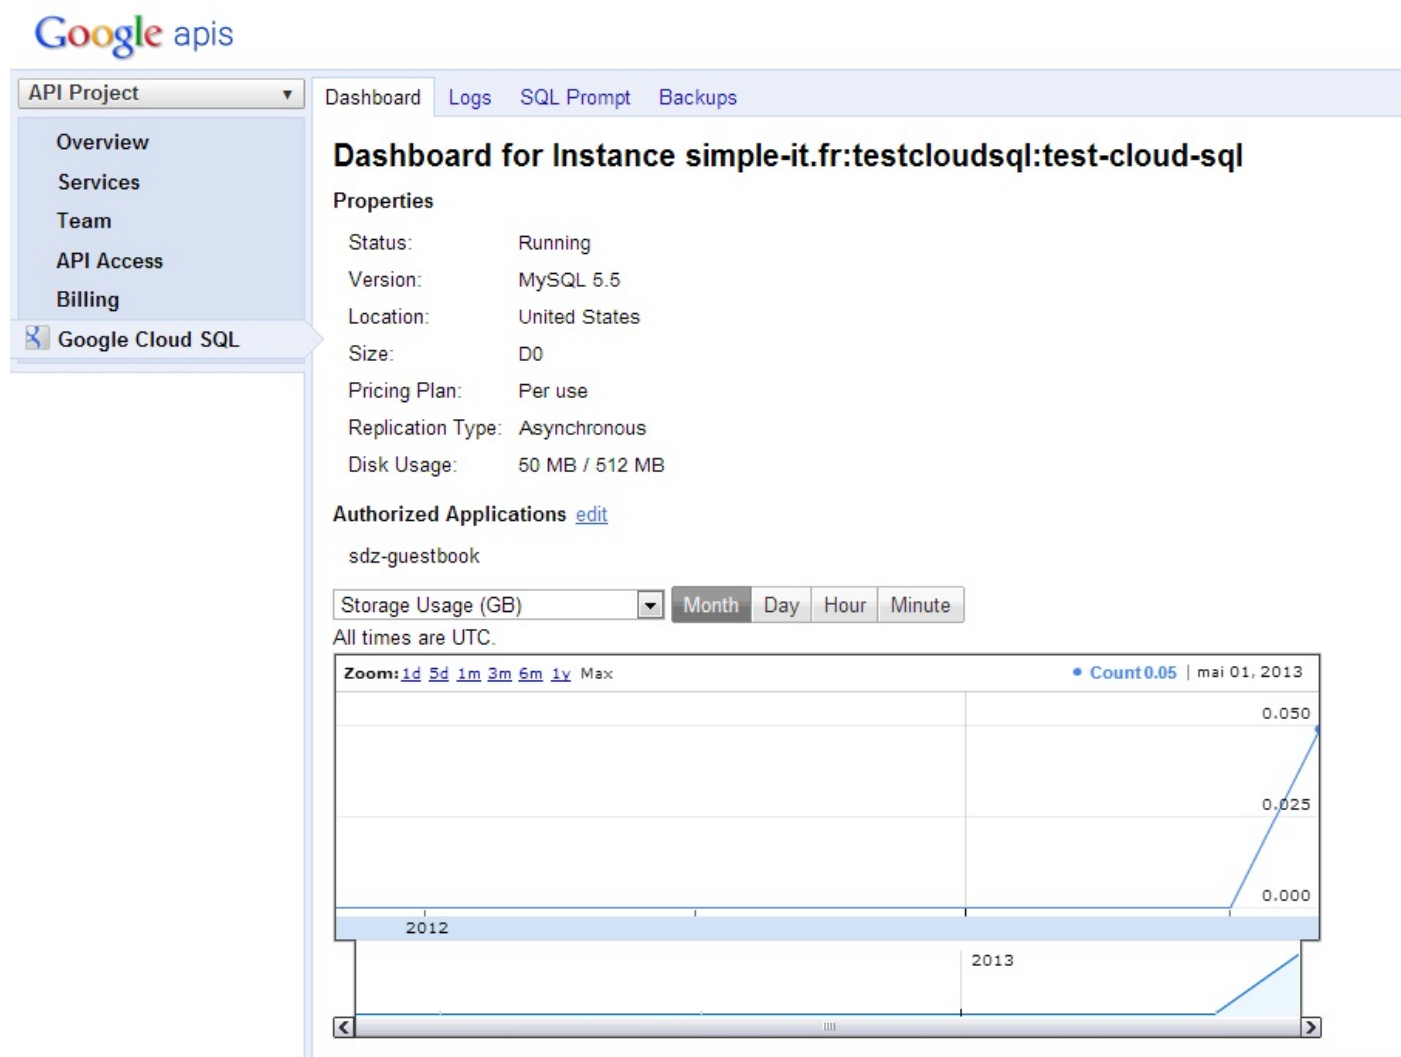 Google apis
API Project
Dashboard Logs SQL Prompt Backups
Overview
Services
Team
API Access
Billing
Google Cloud SQL
Dashboard for Instance simple-it.fr:testcloudsql:test-cloud-sql
Properties
Status: Running
Version: MySQL 5.5
Location: United States
Size: D0
Pricing Plan: Per use
Replication Type: Asynchronous
Disk Usage: 50 MB / 512 MB
Authorized Applications edit
sdz-guestbook
Storage Usage (GB) Month Day Hour Minute
All times are UTC.
Zoom: 1d 5d 1m 3m 6m 1y Max Count 0.05 | mai 01, 2013
0.050
0.025
0.000
2012
2013